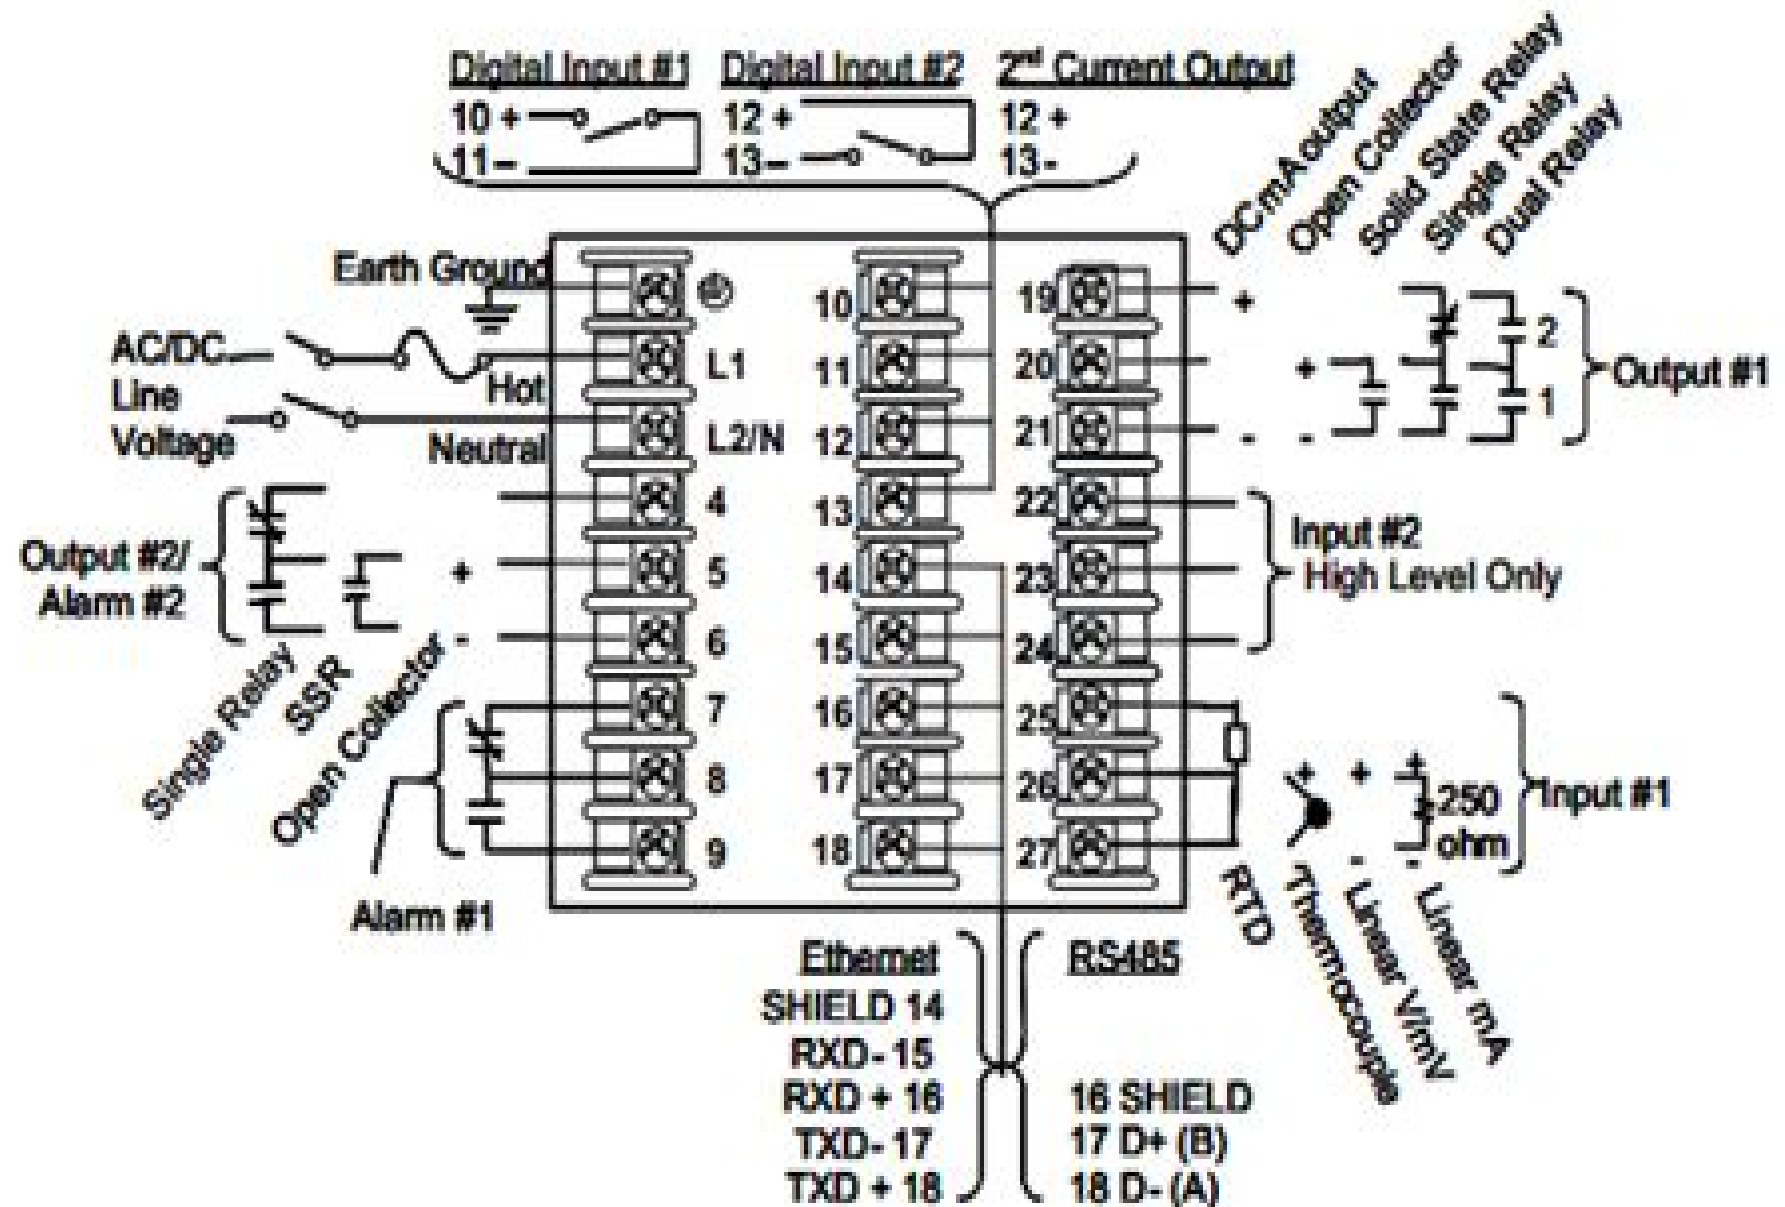 Digital Input #1 Digital Input #2 2nd Current Output
10 + 12 + 12 +
11– 13– 13-
DC mA output
Open Collector
Solid State Relay
Single Relay
Dual Relay
Earth Ground
AC/DC
Line
Voltage
Hot
Neutral
L1
L2/N
4
5
6
7
8
9
10
11
12
13
14
15
16
17
18
19
20
21
22
23
24
25
26
27
+
+
- -
2
1
Output #1
Output #2/
Alarm #2
+
-
Single Relay
SSR
Open Collector
Alarm #1
Input #2
High Level Only
+ + +
250
ohm
- -
Input #1
RTD
Thermocouple
Linear V/mV
Linear mA
Ethernet
SHIELD 14
RXD- 15
RXD + 16
TXD- 17
TXD + 18
RS485
16 SHIELD
17 D+ (B)
18 D- (A)